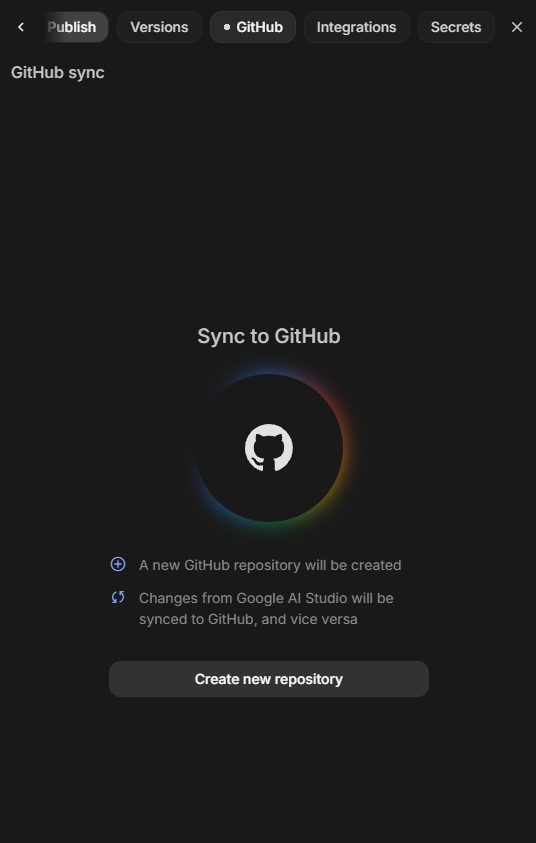 Publish
Versions
GitHub
Integrations
Secrets
GitHub sync
Sync to GitHub
A new GitHub repository will be created
Changes from Google AI Studio will be
synced to GitHub, and vice versa
Create new repository